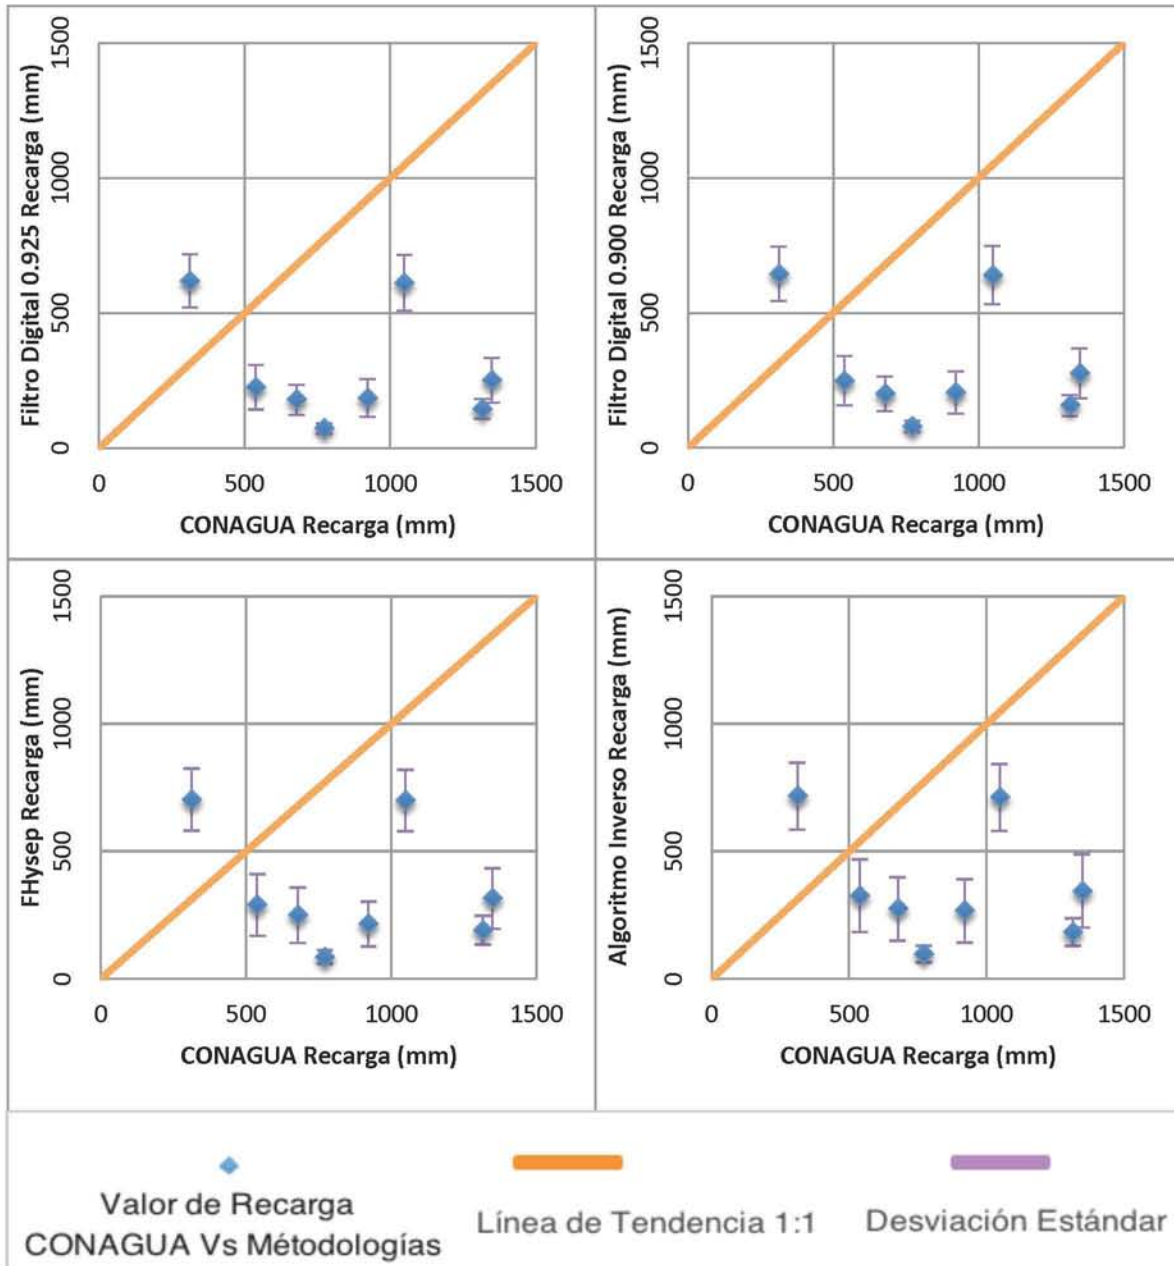 Filtro Digital 0.925 Recarga (mm)
1500
1000
500
0
0 500 1000 1500
CONAGUA Recarga (mm)
Filtro Digital 0.900 Recarga (mm)
1500
1000
500
0
0 500 1000 1500
CONAGUA Recarga (mm)
FHysep Recarga (mm)
1500
1000
500
0
0 500 1000 1500
CONAGUA Recarga (mm)
Algoritmo Inverso Recarga (mm)
1500
1000
500
0
0 500 1000 1500
CONAGUA Recarga (mm)
Valor de Recarga
CONAGUA Vs Métodologías
Línea de Tendencia 1:1
Desviación Estándar